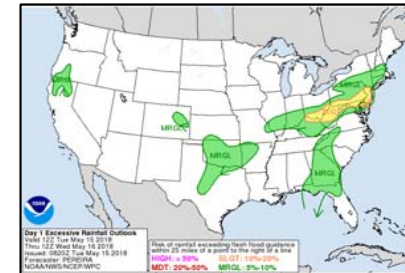 MRGL
MRGL
MRGL
SLGT
MRGL
MRGL
Day 1 Excessive Rainfall Outlook
Valid 12Z Tue May 15 2018
Thru 12Z Wed May 16 2018
Issued: 0820Z Tue May 15 2018
Forecaster: PEREIRA
NOAA/NWS/NCEP/WPC
Risk of rainfall exceeding flash flood guidance
within 25 miles of a point to the right of a line
HIGH: > 50% SLGT: 10%-20%
MDT: 20%-50% MRGL: 5%-10%